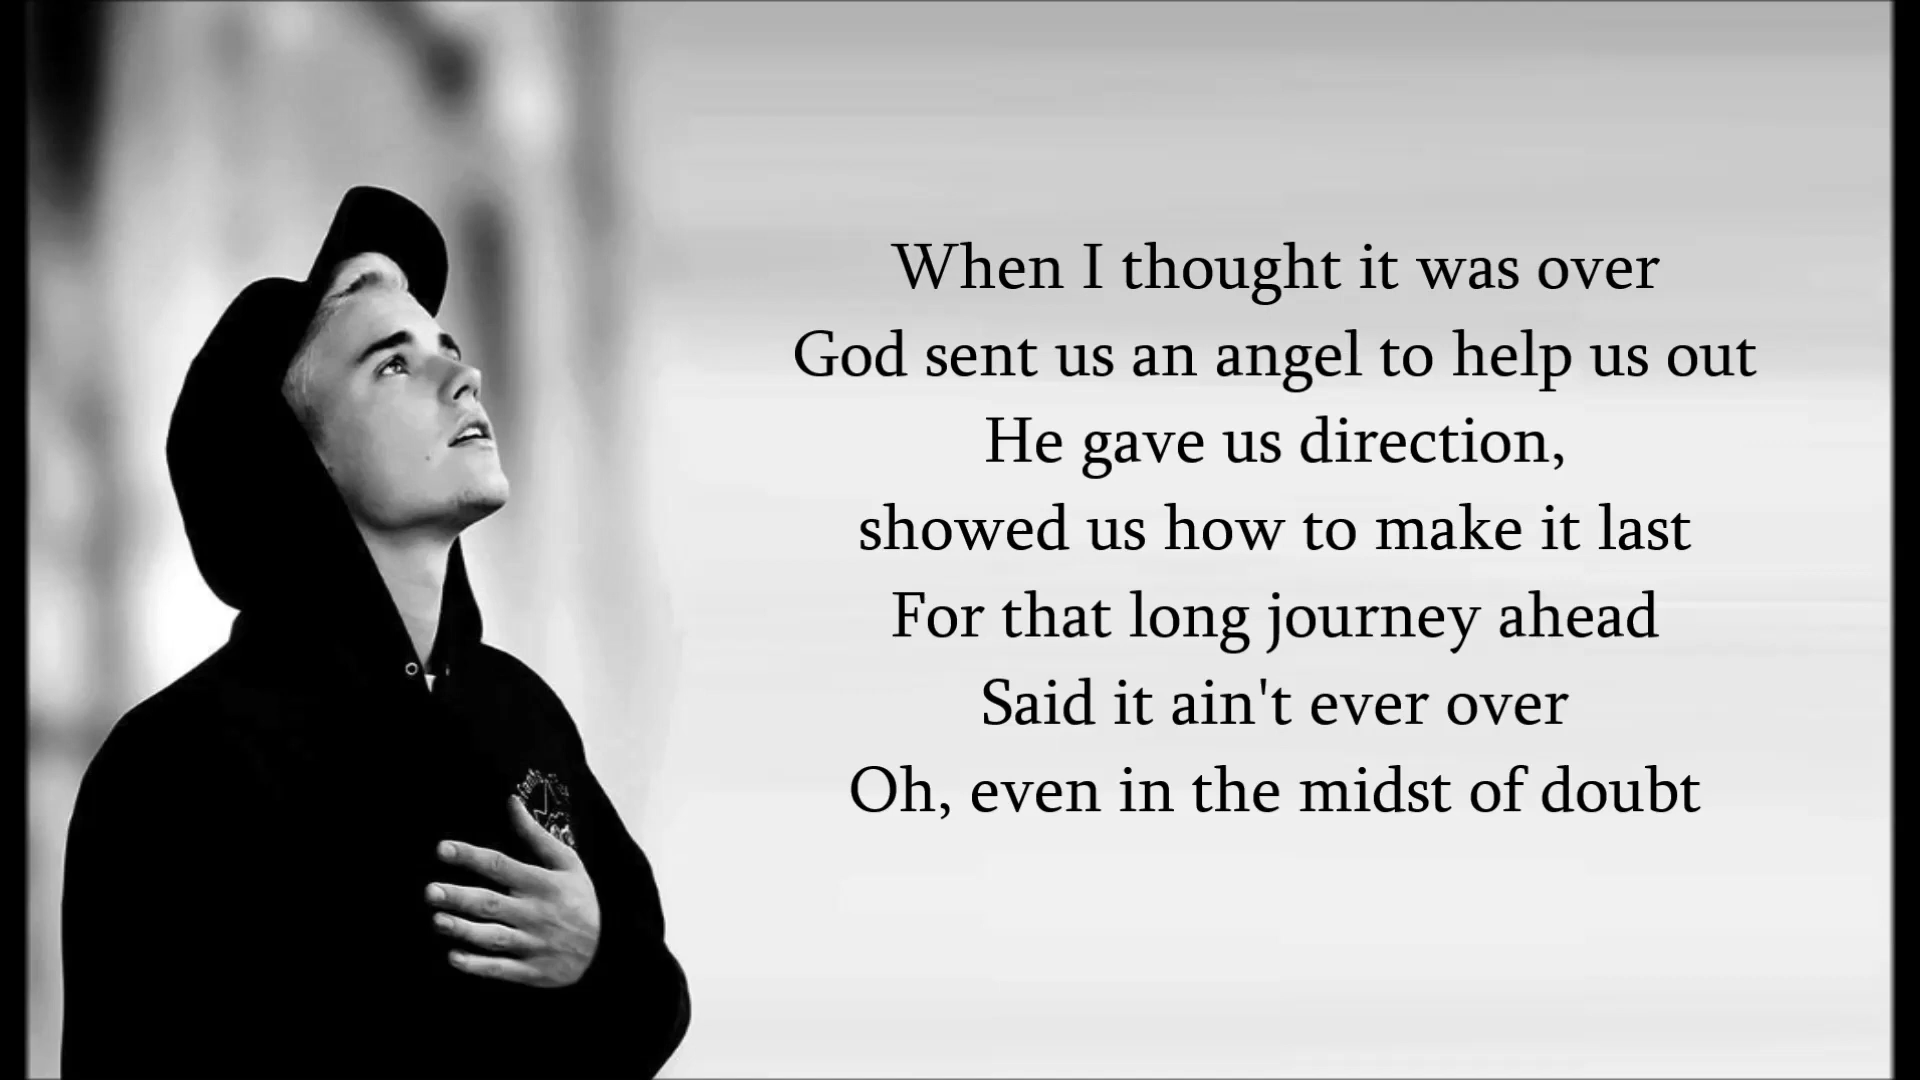 When I thought it was over
God sent us an angel to help us out
He gave us direction,
showed us how to make it last
For that long journey ahead
Said it ain't ever over
Oh, even in the midst of doubt